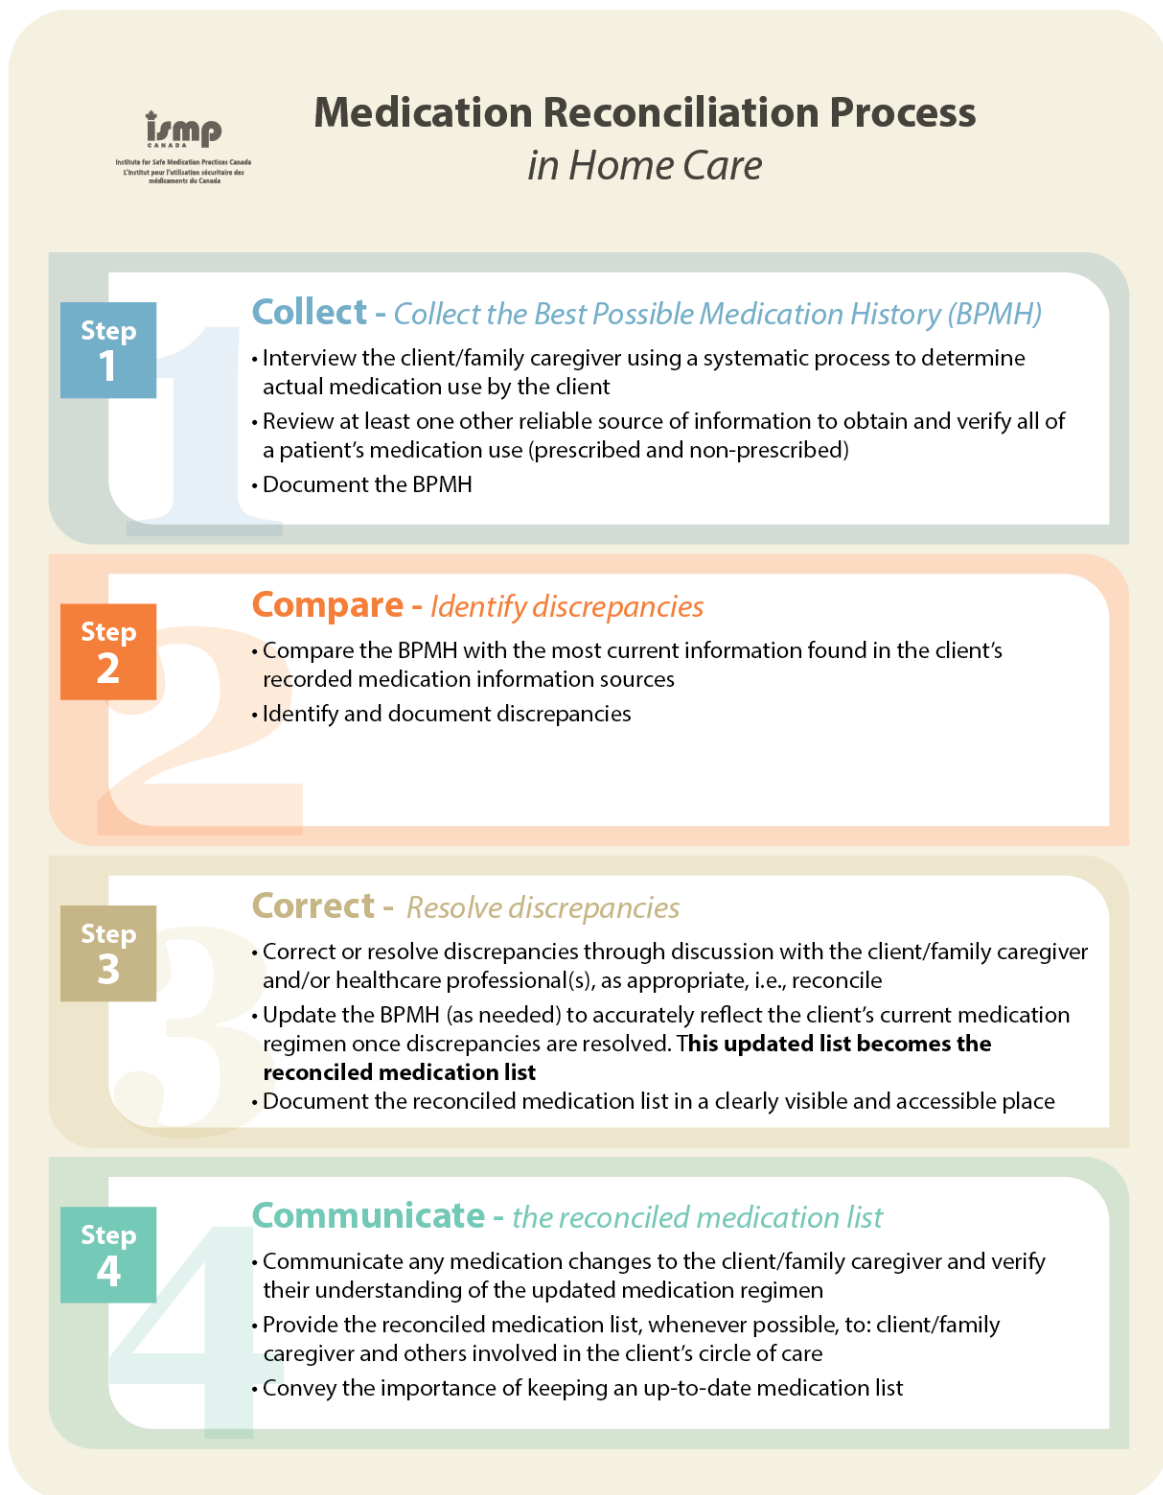 ismp
CANADA
Institute for Safe Medication Practices Canada
L'Institut pour l'utilisation sécuritaire des
médicaments du Canada
Medication Reconciliation Process
in Home Care
Step
1
1
Collect - Collect the Best Possible Medication History (BPMH)
• Interview the client/family caregiver using a systematic process to determine
actual medication use by the client
• Review at least one other reliable source of information to obtain and verify all of
a patient's medication use (prescribed and non-prescribed)
• Document the BPMH
Step
2
2
Compare - Identify discrepancies
• Compare the BPMH with the most current information found in the client's
recorded medication information sources
• Identify and document discrepancies
Step
3
3
Correct - Resolve discrepancies
• Correct or resolve discrepancies through discussion with the client/family caregiver
and/or healthcare professional(s), as appropriate, i.e., reconcile
• Update the BPMH (as needed) to accurately reflect the client's current medication
regimen once discrepancies are resolved. This updated list becomes the
reconciled medication list
• Document the reconciled medication list in a clearly visible and accessible place
Step
4
4
Communicate - the reconciled medication list
• Communicate any medication changes to the client/family caregiver and verify
their understanding of the updated medication regimen
• Provide the reconciled medication list, whenever possible, to: client/family
caregiver and others involved in the client's circle of care
• Convey the importance of keeping an up-to-date medication list